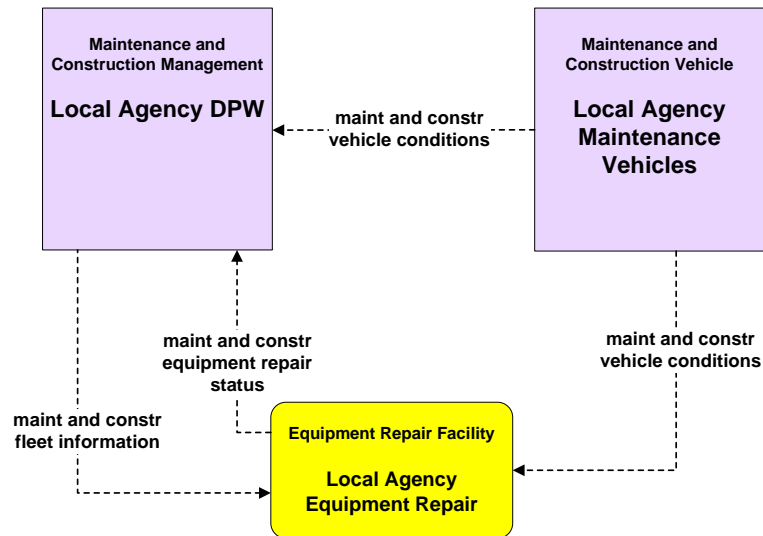 Maintenance and
Construction Management
Local Agency DPW
maint and constr
vehicle conditions
Maintenance and
Construction Vehicle
Local Agency
Maintenance
Vehicles
maint and constr
equipment repair
status
maint and constr
vehicle conditions
maint and constr
fleet information
Equipment Repair Facility
Local Agency
Equipment Repair